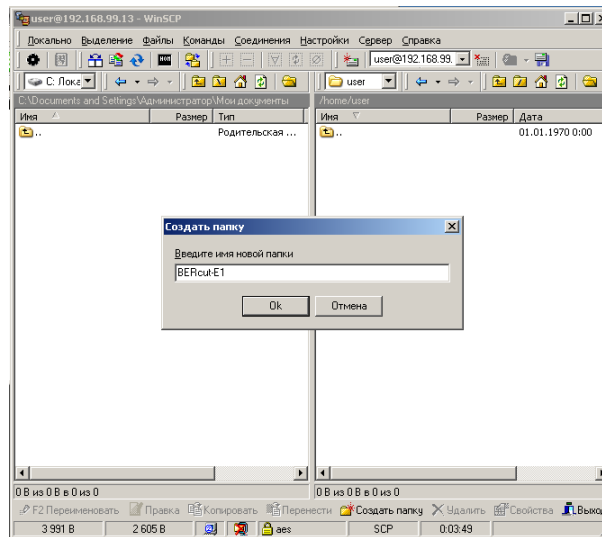 user@192.168.99.13 - WinSCP
Локально Выделение Файлы Команды Соединения Настройки Сервер Справка
user@192.168.99.
C: Лока user
C:\Documents and Settings\Администратор\Мои документы /home/user
Имя Размер Тип Имя Размер Дата
.. Родительская ... .. 01.01.1970 0:00
Создать папку
Введите имя новой папки
BERcut-E1
Ok Отмена
0 B из 0 B в 0 из 0 0 B из 0 B в 0 из 0
F2 Переименовать Правка Копировать Перенести Создать папку Удалить Свойства Выход
3 991 B 2 605 B aes SCP 0:03:49